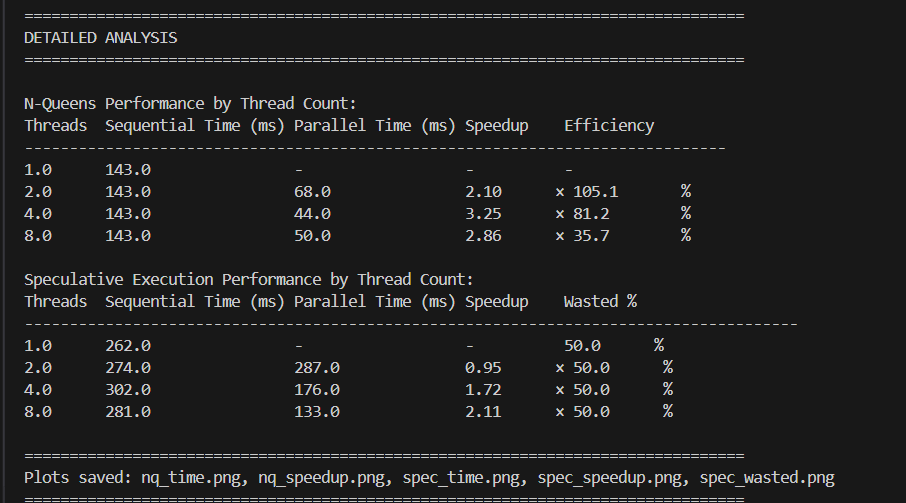 ================================================================================
DETAILED ANALYSIS
================================================================================
N-Queens Performance by Thread Count:
Threads  Sequential Time (ms) Parallel Time (ms) Speedup    Efficiency
------------------------------------------------------------------------------
1.0      143.0                -                  -         -
2.0      143.0                68.0               2.10      x 105.1       %
4.0      143.0                44.0               3.25      x 81.2        %
8.0      143.0                50.0               2.86      x 35.7        %
Speculative Execution Performance by Thread Count:
Threads  Sequential Time (ms) Parallel Time (ms) Speedup    Wasted %
--------------------------------------------------------------------------------------
1.0      262.0                -                  -         50.0      %
2.0      274.0                287.0              0.95      x 50.0      %
4.0      302.0                176.0              1.72      x 50.0      %
8.0      281.0                133.0              2.11      x 50.0      %
================================================================================
Plots saved: nq_time.png, nq_speedup.png, spec_time.png, spec_speedup.png, spec_wasted.png
================================================================================